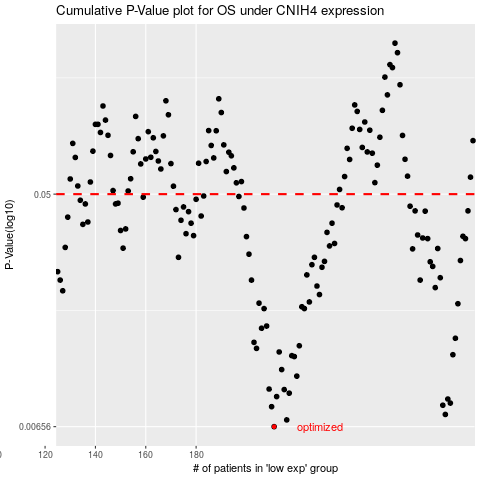 Cumulative P-Value plot for OS under CNIH4 expression
P-Value(log10)
0.05
0.00656
optimized
0 120 140 160 180
# of patients in 'low exp' group